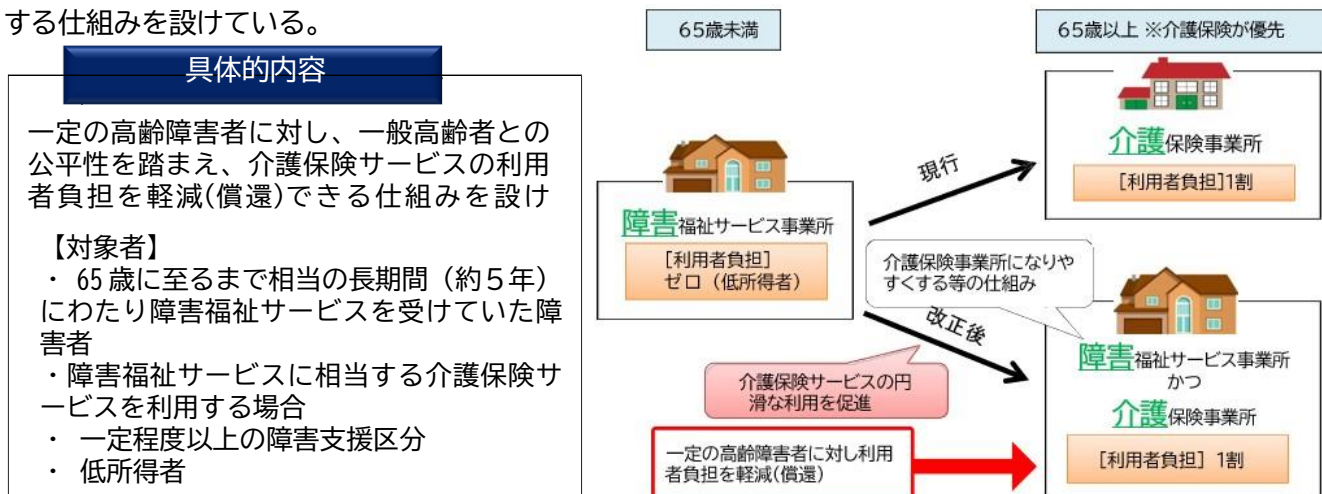 する仕組みを設けている。
具体的内容
一定の高齢障害者に対し、一般高齢者との
公平性を踏まえ、介護保険サービスの利用
者負担を軽減(償還)できる仕組みを設け
【対象者】
・ 65歳に至るまで相当の長期間（約５年）
にわたり障害福祉サービスを受けていた障
害者
・障害福祉サービスに相当する介護保険サ
ービスを利用する場合
・ 一定程度以上の障害支援区分
・ 低所得者
65歳未満
障害福祉サービス事業所
［利用者負担］
ゼロ（低所得者）
現行
改正後
65歳以上 ※介護保険が優先
介護保険事業所
［利用者負担］1割
介護保険事業所になりや
すくする等の仕組み
介護保険サービスの円
滑な利用を促進
一定の高齢障害者に対し利用
者負担を軽減(償還)
障害福祉サービス事業所
かつ
介護保険事業所
［利用者負担］ 1割